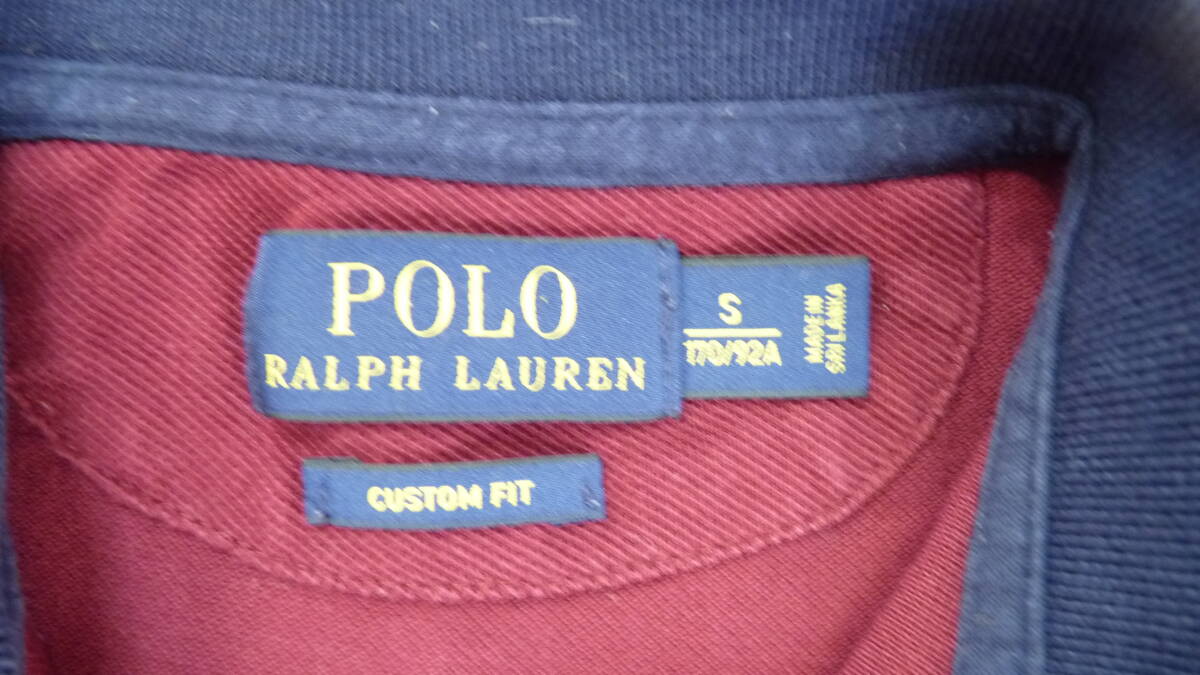 POLO
RALPH LAUREN
S
170/92A
MADE IN
SRI LANKA
CUSTOM FIT